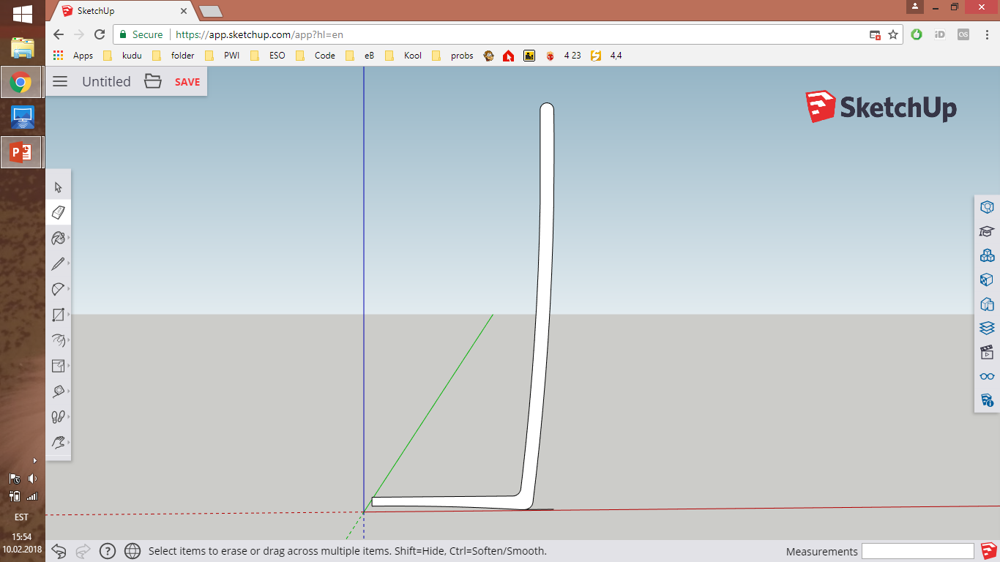 SketchUp
Secure
https://app.sketchup.com/app?hl=en
Apps kudu folder PWI ESO Code eB Kool probs 4 23 4,4
Untitled SAVE
SketchUp
P
iD
os
EST
15:54
10.02.2018
Select items to erase or drag across multiple items. Shift=Hide, Ctrl=Soften/Smooth.
Measurements